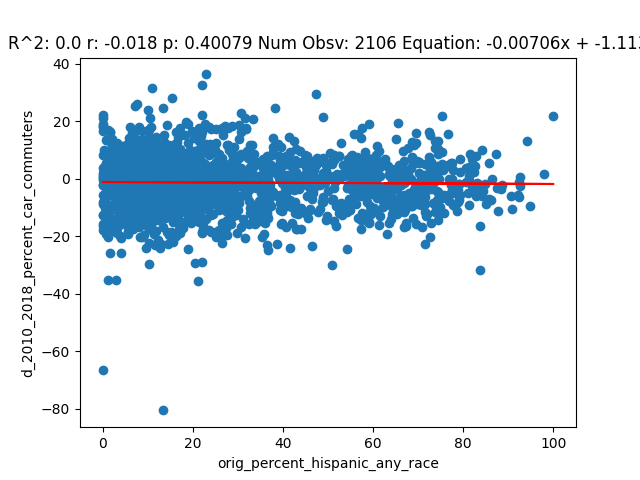 R^2: 0.0 r: -0.018 p: 0.40079 Num Obsv: 2106 Equation: -0.00706x + -1.11
40
20
0
−20
−40
−60
−80
d_2010_2018_percent_car_commuters
0 20 40 60 80 100
orig_percent_hispanic_any_race